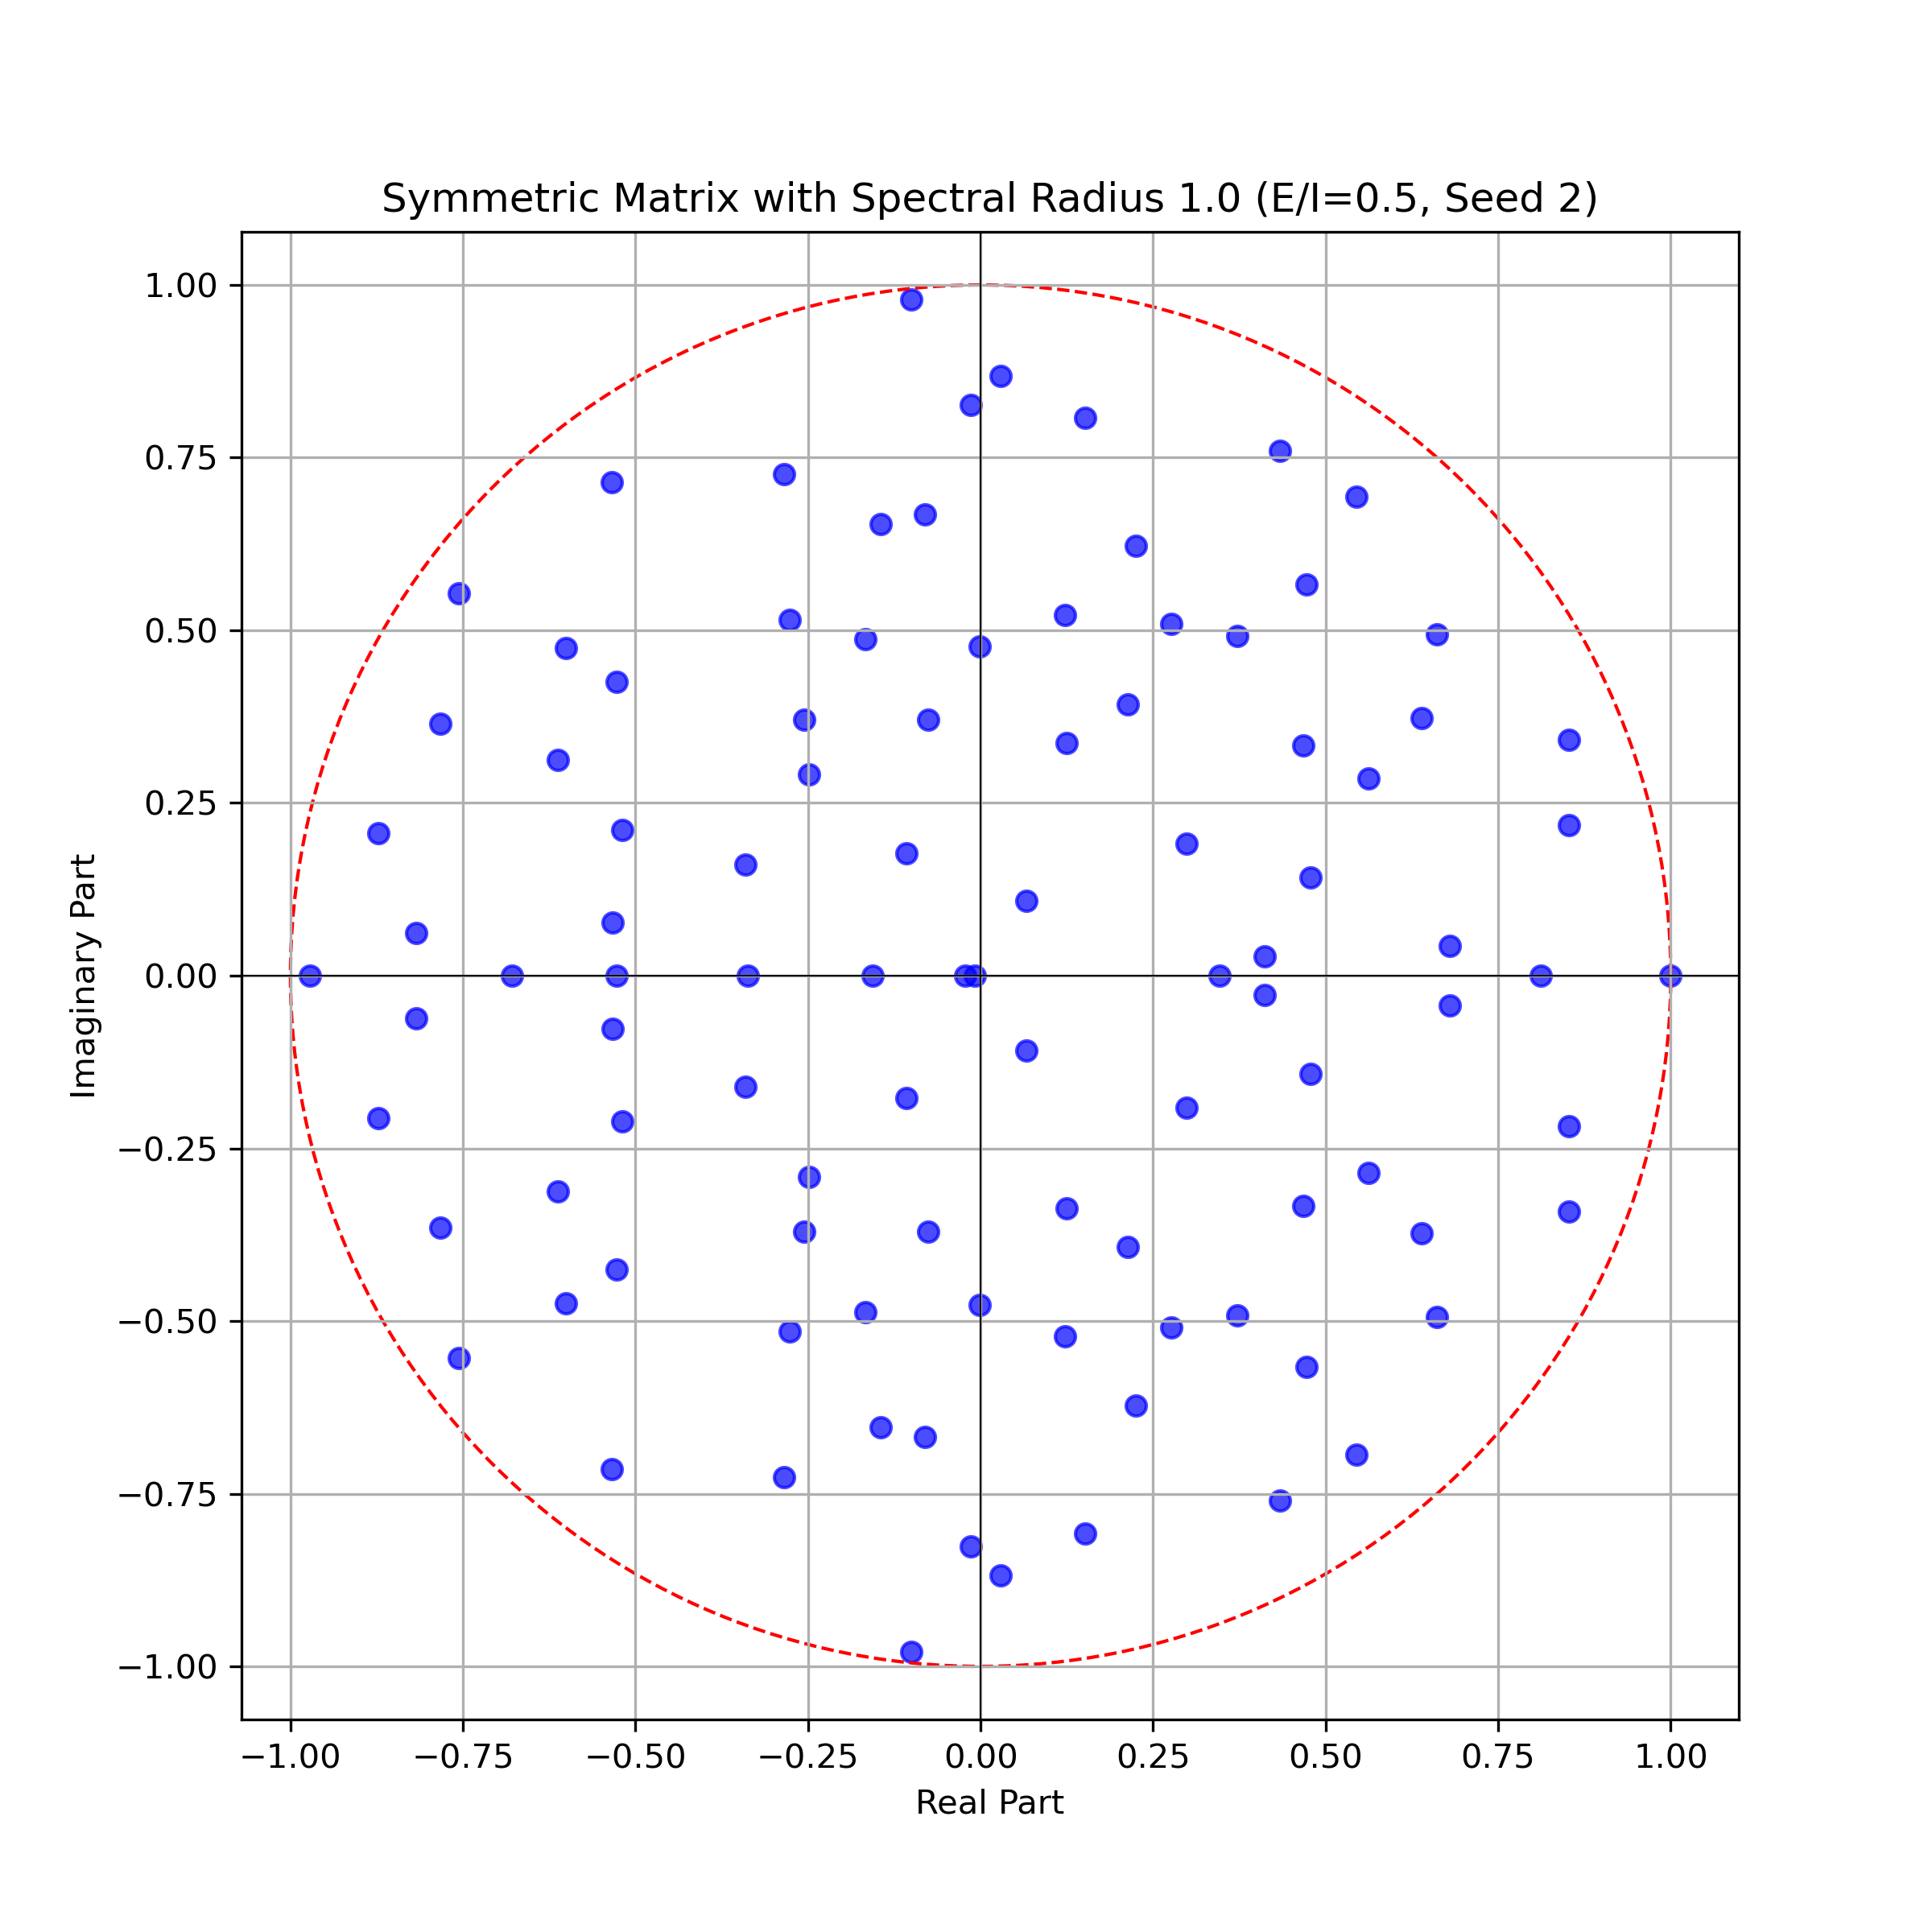 Symmetric Matrix with Spectral Radius 1.0 (E/I=0.5, Seed 2)
1.00
0.75
0.50
0.25
0.00
−0.25
−0.50
−0.75
−1.00
Imaginary Part
−1.00 −0.75 −0.50 −0.25 0.00 0.25 0.50 0.75 1.00
Real Part